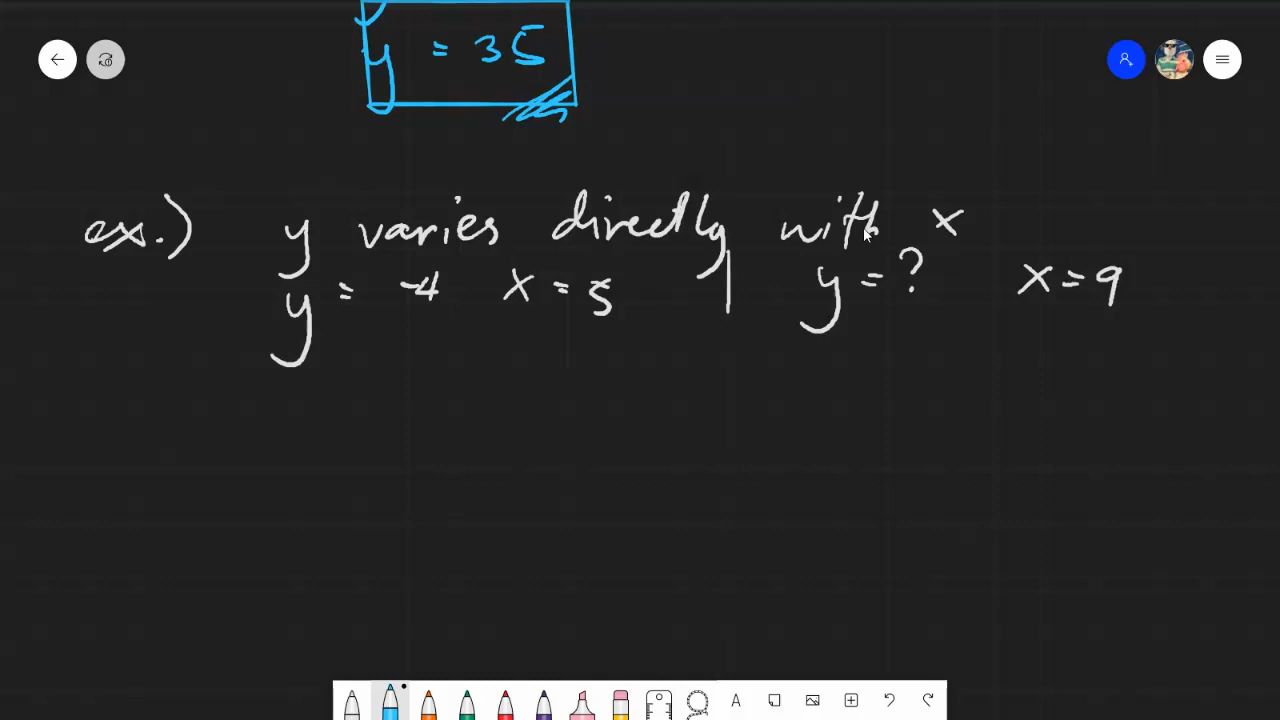 y = 35
ex.) y varies directly with x
y = -4 x = 5 | y = ? x = 9
A